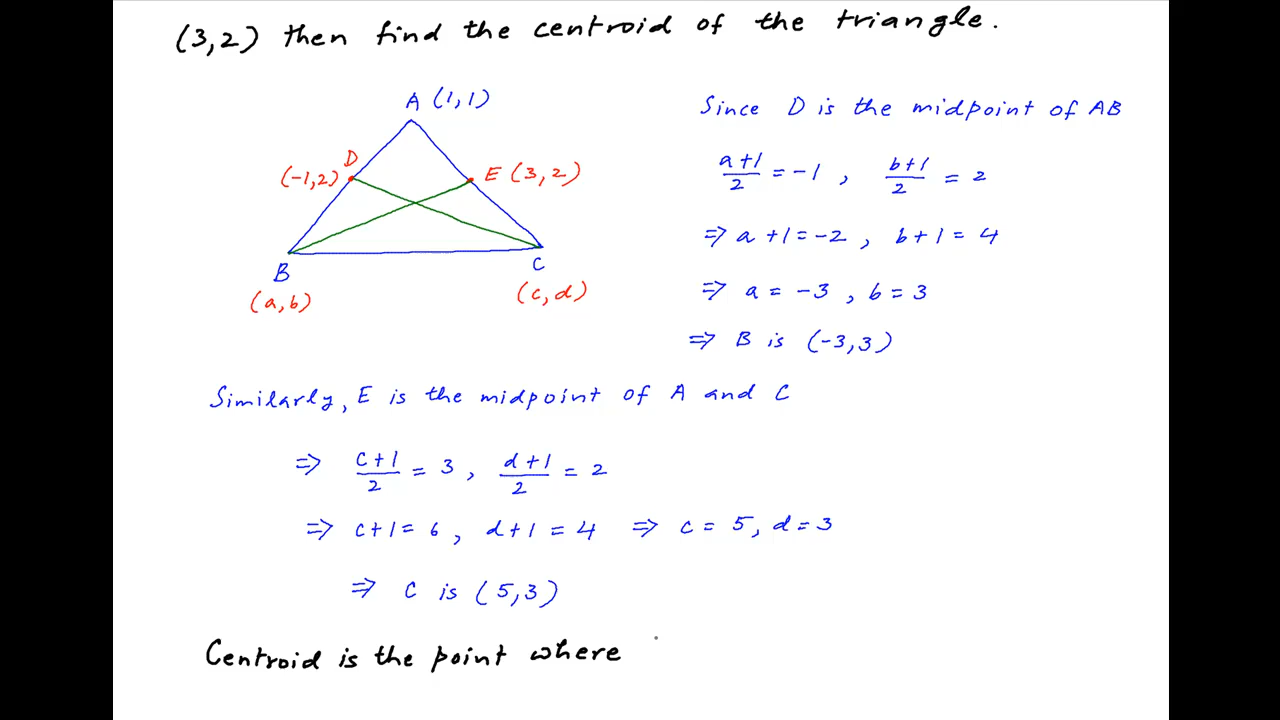 (3,2) then find the centroid of the triangle.
A (1,1)
D
(-1,2)
E (3,2)
B
(a,b)
C
(c,d)
Since D is the midpoint of AB
a+1/2 = -1 , b+1/2 = 2
⇒ a+1 = -2 , b+1 = 4
⇒ a = -3 , b = 3
⇒ B is (-3,3)
Similarly, E is the midpoint of A and C
⇒ c+1/2 = 3 , d+1/2 = 2
⇒ c+1 = 6 , d+1 = 4 ⇒ c = 5, d = 3
⇒ C is (5,3)
Centroid is the point where